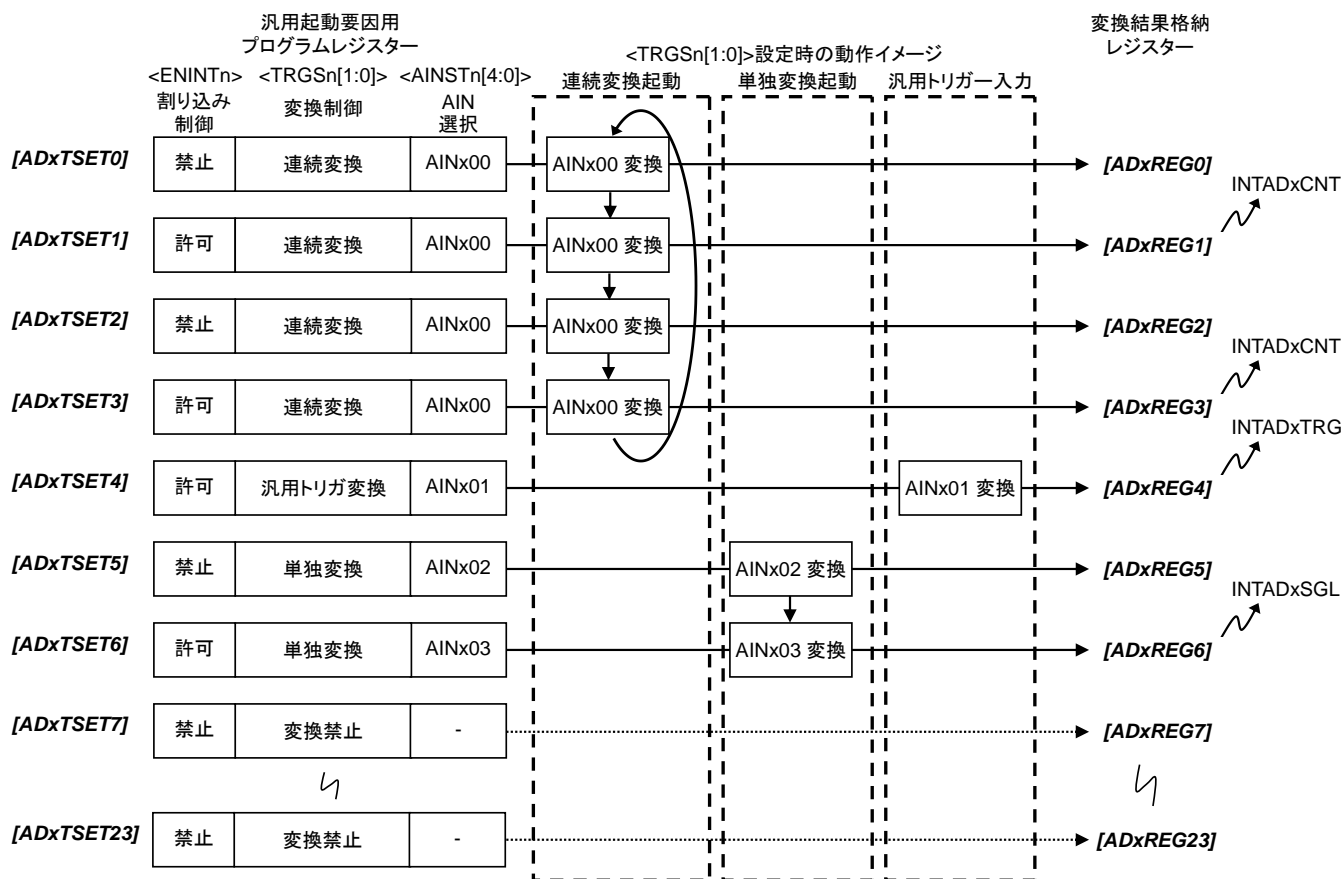 汎用起動要因用
プログラムレジスター
変換結果格納
レジスター
<TRGSn[1:0]>設定時の動作イメージ
<ENINTn> <TRGSn[1:0]> <AINSTn[4:0]>
連続変換起動 単独変換起動 汎用トリガー入力
割り込み
制御
変換制御
AIN
選択
[ADxTSET0] 禁止 連続変換 AINx00 AINx00 変換 [ADxREG0]
INTADxCNT
[ADxTSET1] 許可 連続変換 AINx00 AINx00 変換 [ADxREG1]
[ADxTSET2] 禁止 連続変換 AINx00 AINx00 変換 [ADxREG2]
INTADxCNT
[ADxTSET3] 許可 連続変換 AINx00 AINx00 変換 [ADxREG3]
INTADxTRG
[ADxTSET4] 許可 汎用トリガ変換 AINx01 AINx01 変換 [ADxREG4]
[ADxTSET5] 禁止 単独変換 AINx02 AINx02 変換 [ADxREG5]
INTADxSGL
[ADxTSET6] 許可 単独変換 AINx03 AINx03 変換 [ADxREG6]
[ADxTSET7] 禁止 変換禁止 - [ADxREG7]
[ADxTSET23] 禁止 変換禁止 - [ADxREG23]